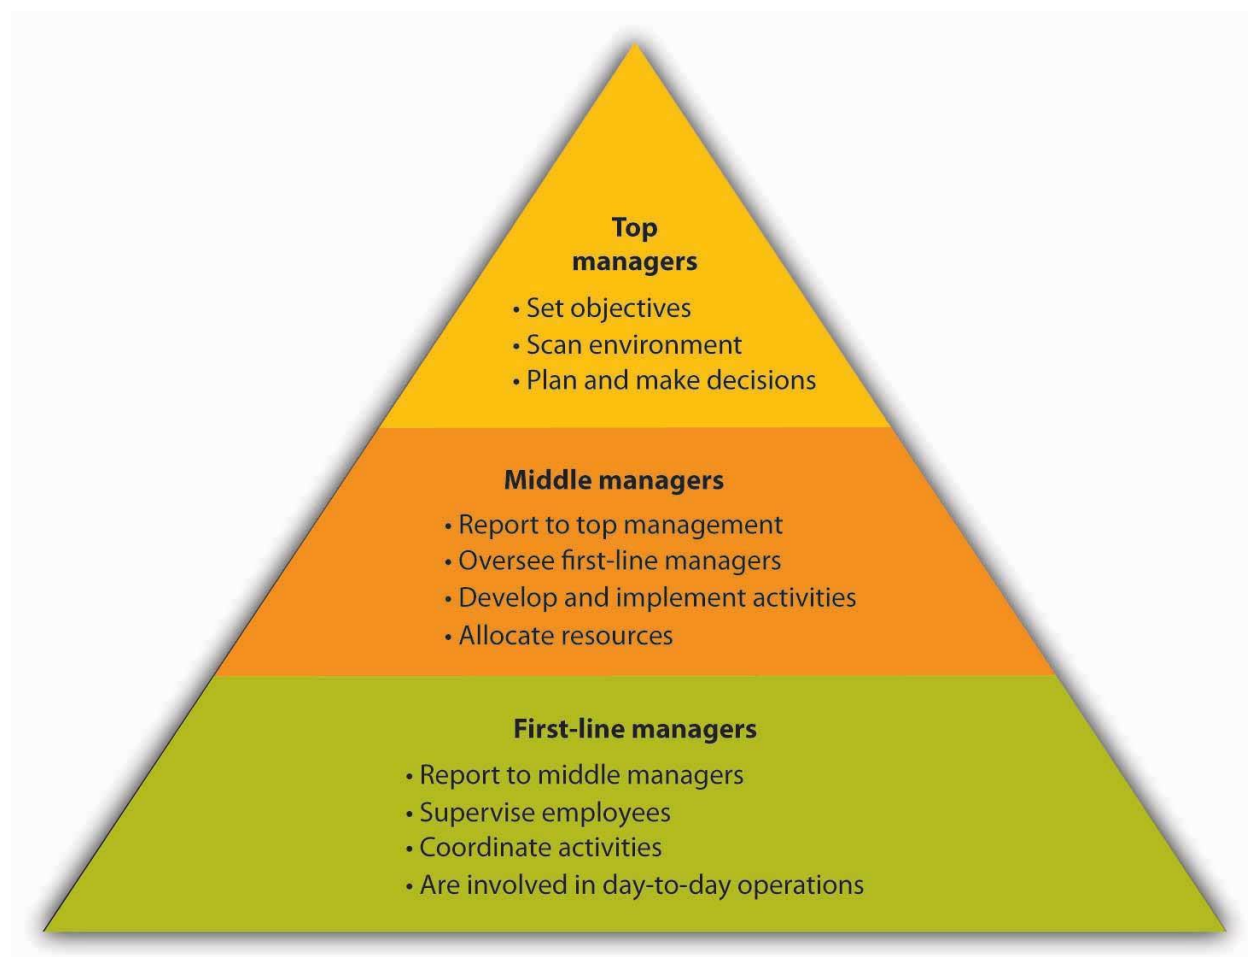 Top
managers
• Set objectives
• Scan environment
• Plan and make decisions
Middle managers
• Report to top management
• Oversee first-line managers
• Develop and implement activities
• Allocate resources
First-line managers
• Report to middle managers
• Supervise employees
• Coordinate activities
• Are involved in day-to-day operations